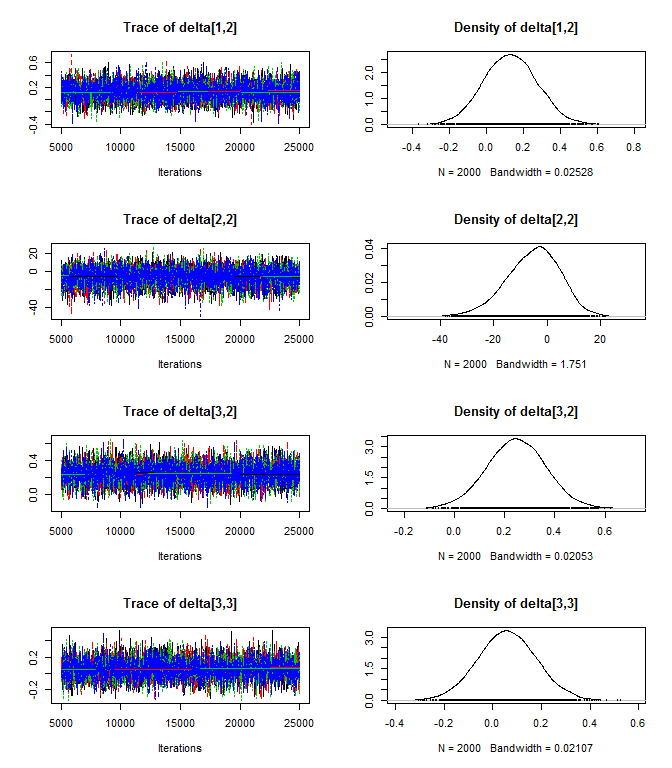 Trace of delta[1,2]
-0.4 0.2 0.6
5000 10000 15000 20000 25000
Iterations
Density of delta[1,2]
0.0 1.0 2.0
-0.4 -0.2 0.0 0.2 0.4 0.6 0.8
N = 2000 Bandwidth = 0.02528
Trace of delta[2,2]
-40 0 20
5000 10000 15000 20000 25000
Iterations
Density of delta[2,2]
0.00 0.02 0.04
-40 -20 0 20
N = 2000 Bandwidth = 1.751
Trace of delta[3,2]
0.0 0.4
5000 10000 15000 20000 25000
Iterations
Density of delta[3,2]
0.0 1.5 3.0
-0.2 0.0 0.2 0.4 0.6
N = 2000 Bandwidth = 0.02053
Trace of delta[3,3]
-0.2 0.2
5000 10000 15000 20000 25000
Iterations
Density of delta[3,3]
0.0 1.5 3.0
-0.4 -0.2 0.0 0.2 0.4 0.6
N = 2000 Bandwidth = 0.02107